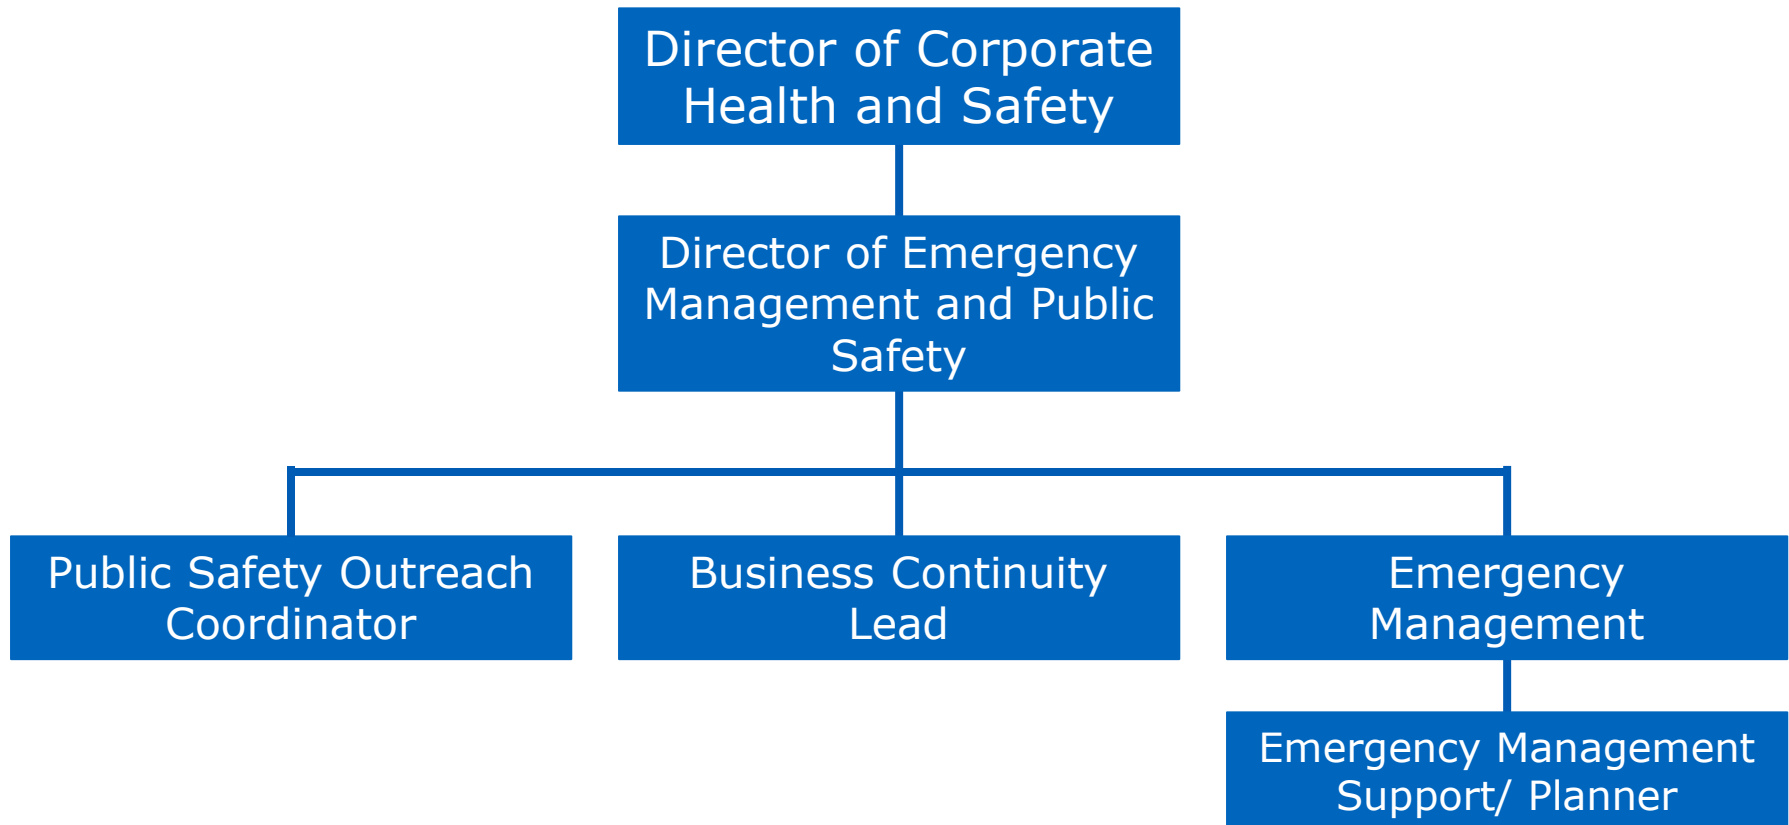 Director of Corporate
Health and Safety
Director of Emergency
Management and Public
Safety
Public Safety Outreach
Coordinator
Business Continuity
Lead
Emergency
Management
Emergency Management
Support/ Planner